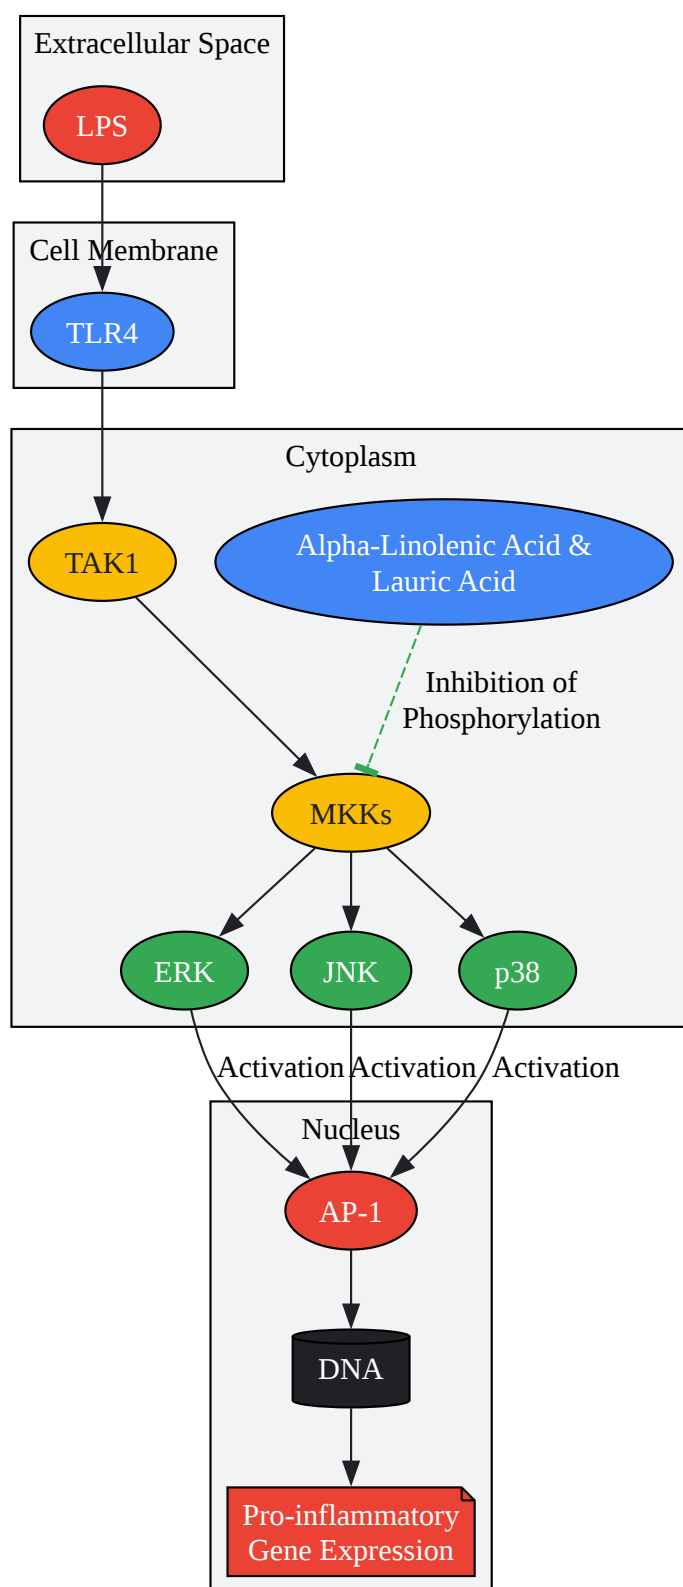 Extracellular Space
LPS
Cell Membrane
TLR4
Cytoplasm
TAK1
Alpha-Linolenic Acid &
Lauric Acid
Inhibition of
Phosphorylation
MKKs
ERK
JNK
p38
Activation
Activation
Activation
Nucleus
AP-1
DNA
Pro-inflammatory
Gene Expression